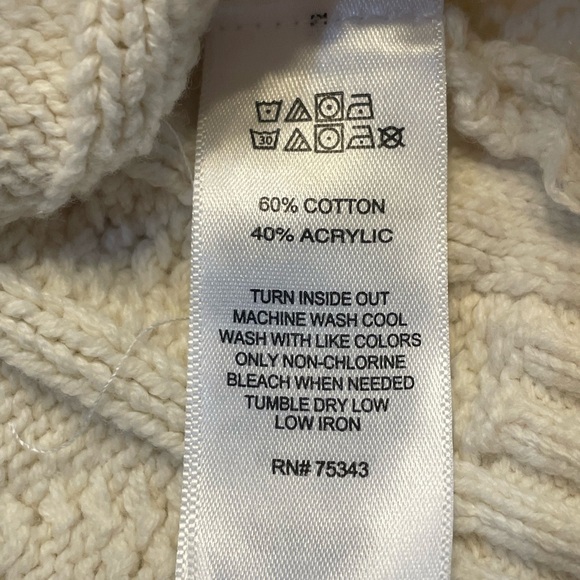 30
60% COTTON
40% ACRYLIC
TURN INSIDE OUT
MACHINE WASH COOL
WASH WITH LIKE COLORS
ONLY NON-CHLORINE
BLEACH WHEN NEEDED
TUMBLE DRY LOW
LOW IRON
RN# 75343